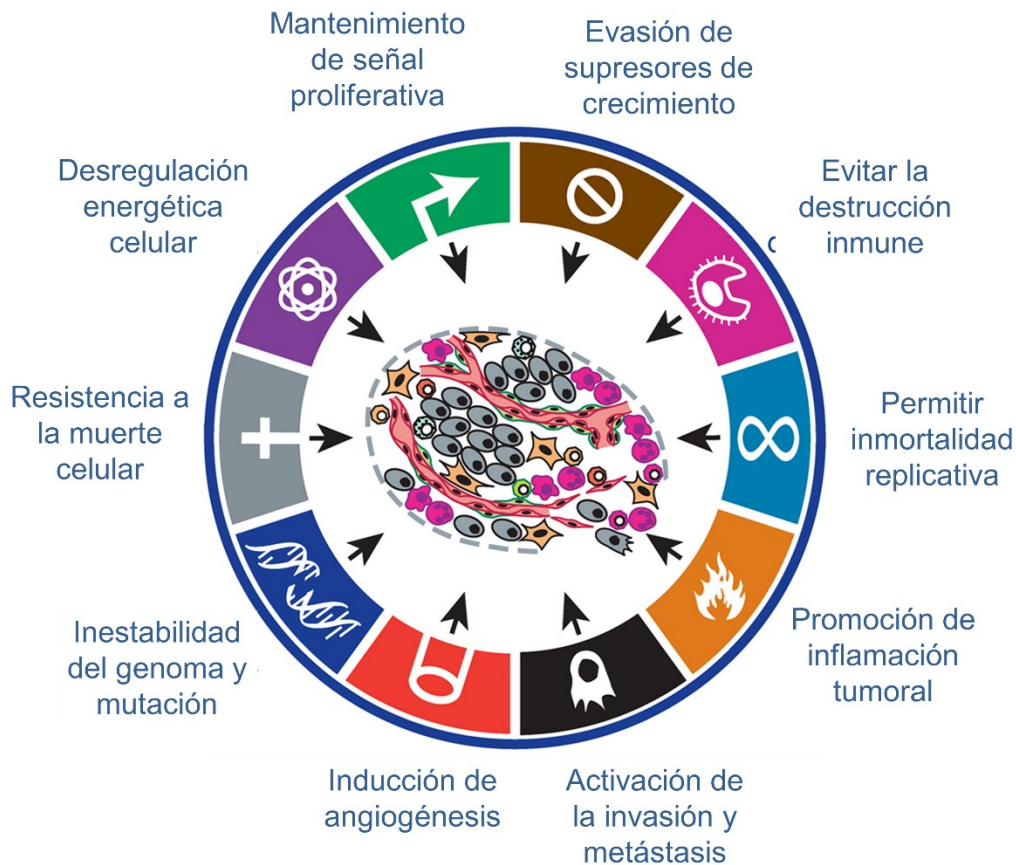 Mantenimiento
de señal
proliferativa
Evasión de
supresores de
crecimiento
Desregulación
energética
celular
Evitar la
destrucción
inmune
Resistencia a
la muerte
celular
Permitir
inmortalidad
replicativa
Inestabilidad
del genoma y
mutación
Promoción de
inflamación
tumoral
Inducción de
angiogénesis
Activación de
la invasión y
metástasis